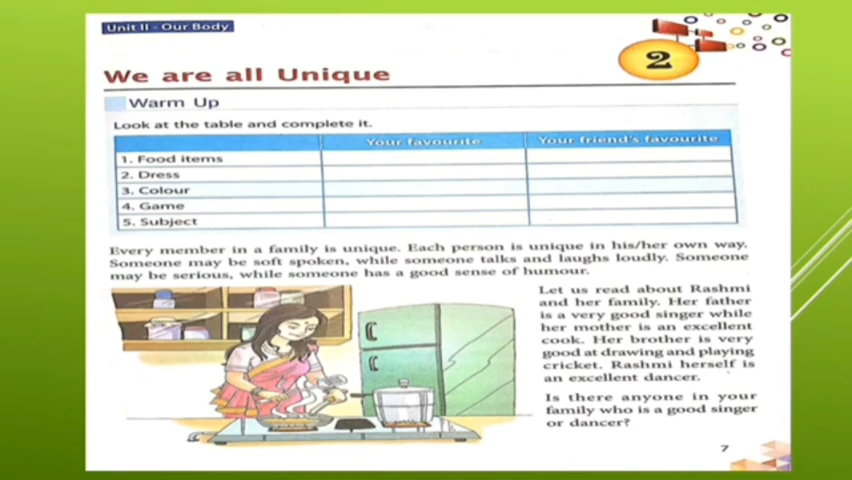 Unit II - Our Body
2
We are all Unique
Warm Up
Look at the table and complete it.
Your favourite Your friend's favourite
1. Food items
2. Dress
3. Colour
4. Game
5. Subject
Every member in a family is unique. Each person is unique in his/her own way.
Someone may be soft spoken, while someone talks and laughs loudly. Someone
may be serious, while someone has a good sense of humour.
Let us read about Rashmi
and her family. Her father
is a very good singer while
her mother is an excellent
cook. Her brother is very
good at drawing and playing
cricket. Rashmi herself is
an excellent dancer.
Is there anyone in your
family who is a good singer
or dancer?
7